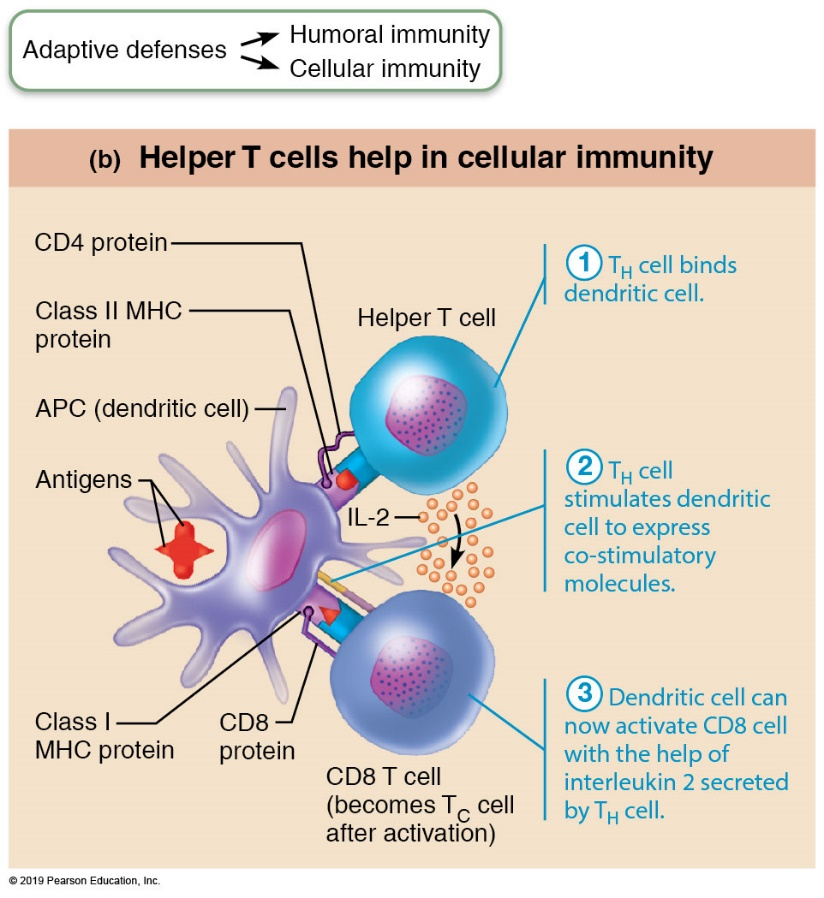 Adaptive defenses
Humoral immunity
Cellular immunity
(b) Helper T cells help in cellular immunity
CD4 protein
Class II MHC
protein
Helper T cell
APC (dendritic cell)
Antigens
IL-2
Class I
MHC protein
CD8
protein
CD8 T cell
(becomes TC cell
after activation)
1 TH cell binds
dendritic cell.
2 TH cell
stimulates dendritic
cell to express
co-stimulatory
molecules.
3 Dendritic cell can
now activate CD8 cell
with the help of
interleukin 2 secreted
by TH cell.
© 2019 Pearson Education, Inc.